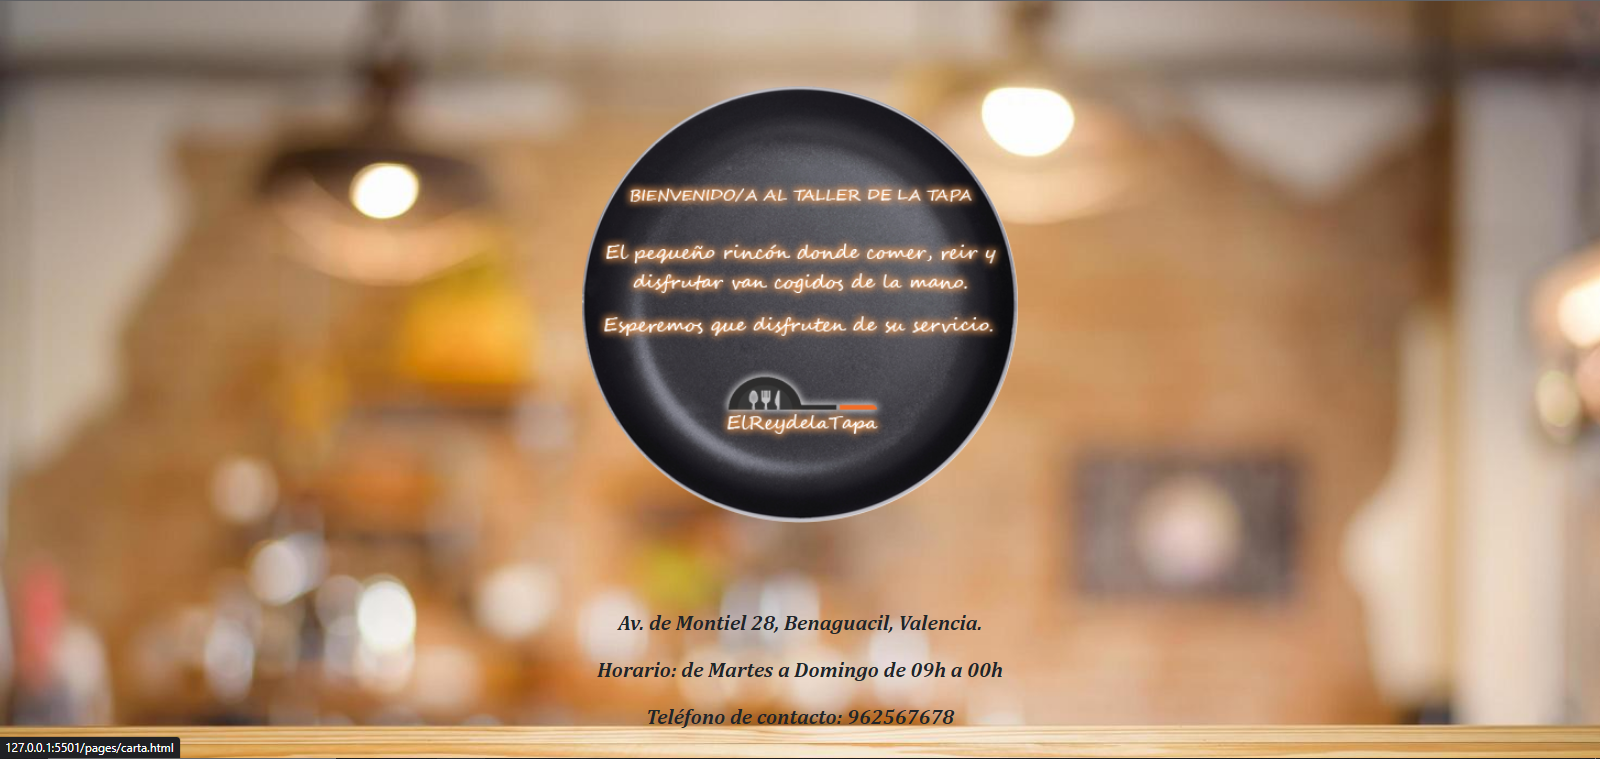 BIENVENIDO/A AL TALLER DE LA TAPA
El pequeño rincón donde comer, reir y
disfrutar van cogidos de la mano.
Esperemos que disfruten de su servicio.
ElReydelaTapa
Av. de Montiel 28, Benaguacil, Valencia.
Horario: de Martes a Domingo de 09h a 00h
Teléfono de contacto: 962567678
127.0.0.1:5501/pages/carta.html